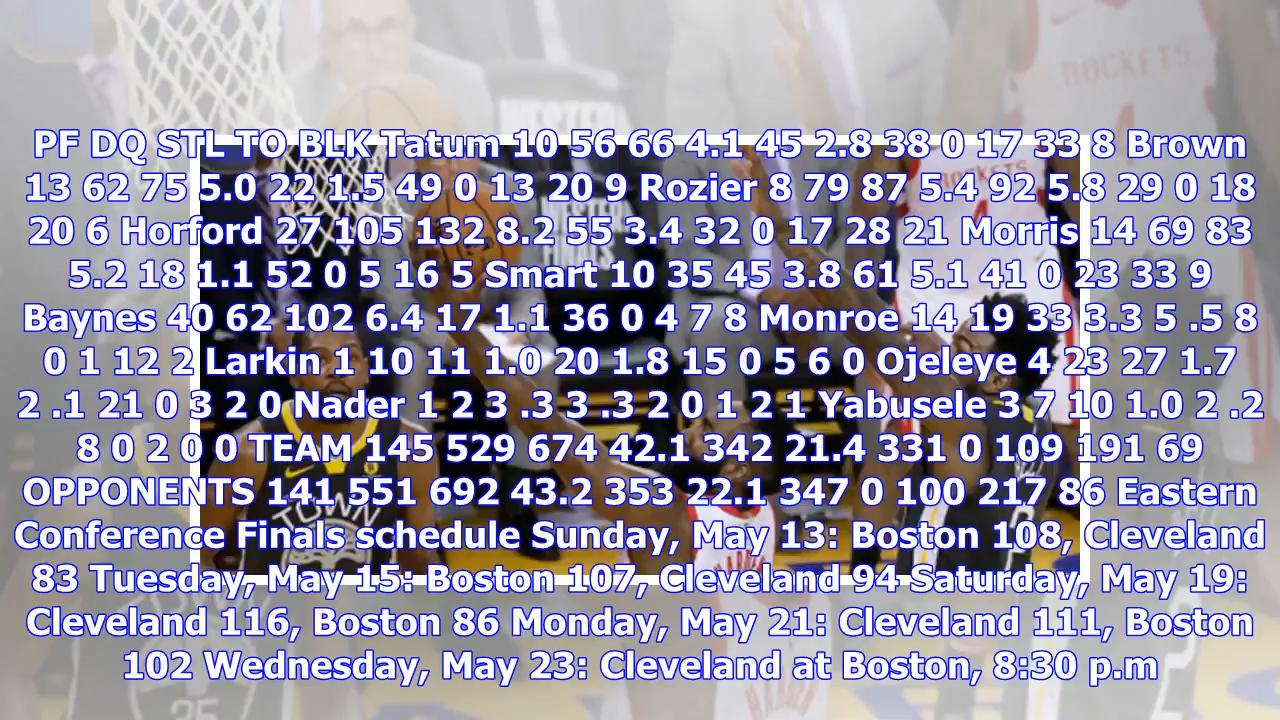 PF DQ STL TO BLK Tatum 10 56 66 4.1 45 2.8 38 0 17 33 8 Brown
13 62 75 5.0 22 1.5 49 0 13 20 9 Rozier 8 79 87 5.4 92 5.8 29 0 18
20 6 Horford 27 105 132 8.2 55 3.4 32 0 17 28 21 Morris 14 69 83
5.2 18 1.1 52 0 5 16 5 Smart 10 35 45 3.8 61 5.1 41 0 23 33 9
Baynes 40 62 102 6.4 17 1.1 36 0 4 7 8 Monroe 14 19 33 3.3 5 .5 8
0 1 12 2 Larkin 1 10 11 1.0 20 1.8 15 0 5 6 0 Ojeleye 4 23 27 1.7
2 .1 21 0 3 2 0 Nader 1 2 3 .3 3 .3 2 0 1 2 1 Yabusele 3 7 10 1.0 2 .2
8 0 2 0 0 TEAM 145 529 674 42.1 342 21.4 331 0 109 191 69
OPPONENTS 141 551 692 43.2 353 22.1 347 0 100 217 86 Eastern
Conference Finals schedule Sunday, May 13: Boston 108, Cleveland
83 Tuesday, May 15: Boston 107, Cleveland 94 Saturday, May 19:
Cleveland 116, Boston 86 Monday, May 21: Cleveland 111, Boston
102 Wednesday, May 23: Cleveland at Boston, 8:30 p.m
ROCKETS
TOWN
35